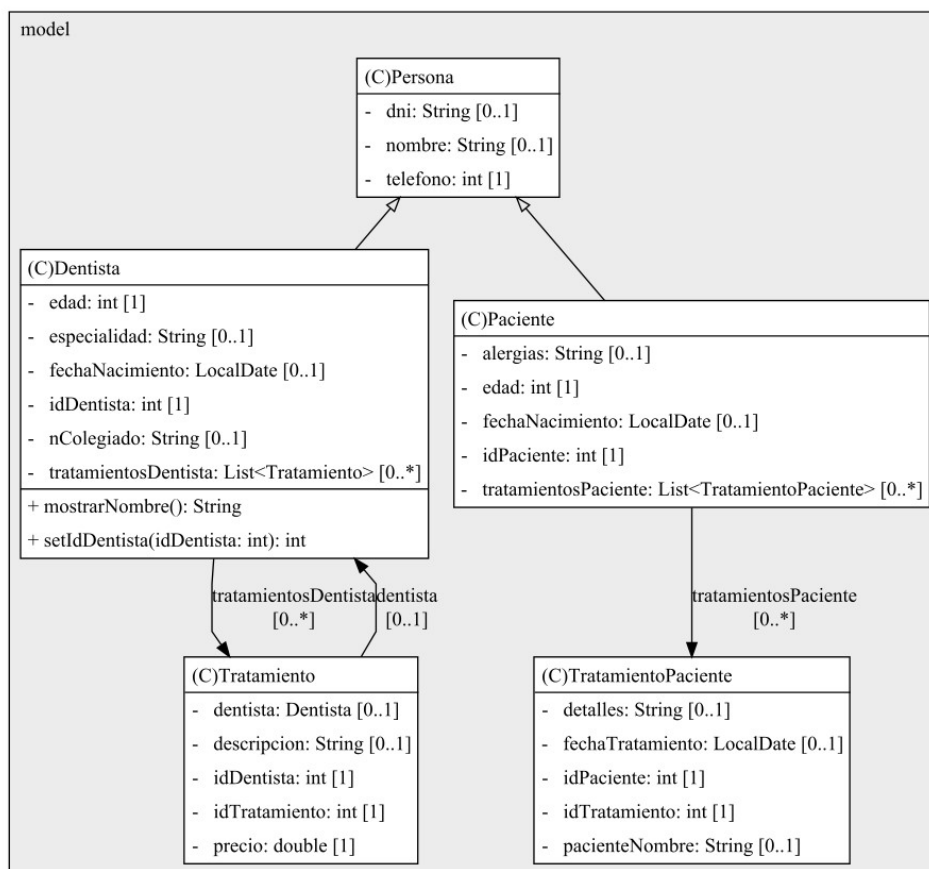 model
(C)Persona
- dni: String [0..1]
- nombre: String [0..1]
- telefono: int [1]
(C)Dentista
- edad: int [1]
- especialidad: String [0..1]
- fechaNacimiento: LocalDate [0..1]
- idDentista: int [1]
- nColegiado: String [0..1]
- tratamientosDentista: List<Tratamiento> [0..*]
+ mostrarNombre(): String
+ setIdDentista(idDentista: int): int
(C)Paciente
- alergias: String [0..1]
- edad: int [1]
- fechaNacimiento: LocalDate [0..1]
- idPaciente: int [1]
- tratamientosPaciente: List<TratamientoPaciente> [0..*]
tratamientosDentista
[0..*]
dentista
[0..1]
tratamientosPaciente
[0..*]
(C)Tratamiento
- dentista: Dentista [0..1]
- descripcion: String [0..1]
- idDentista: int [1]
- idTratamiento: int [1]
- precio: double [1]
(C)TratamientoPaciente
- detalles: String [0..1]
- fechaTratamiento: LocalDate [0..1]
- idPaciente: int [1]
- idTratamiento: int [1]
- pacienteNombre: String [0..1]